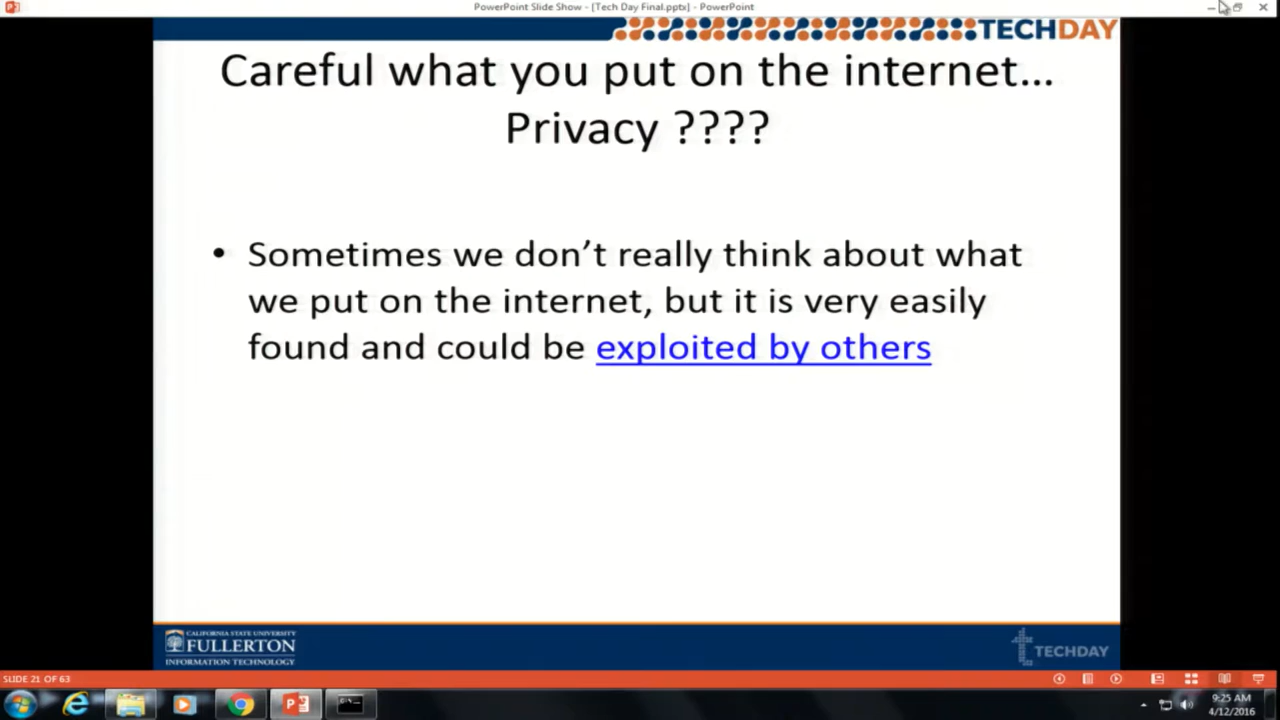 PowerPoint Slide Show - [Tech Day Final.pptx] - PowerPoint
TECHDAY
Careful what you put on the internet...
Privacy ????
• Sometimes we don't really think about what
we put on the internet, but it is very easily
found and could be exploited by others
CALIFORNIA STATE UNIVERSITY
FULLERTON
INFORMATION TECHNOLOGY
TECHDAY
SLIDE 21 OF 63
9:25 AM
4/12/2016